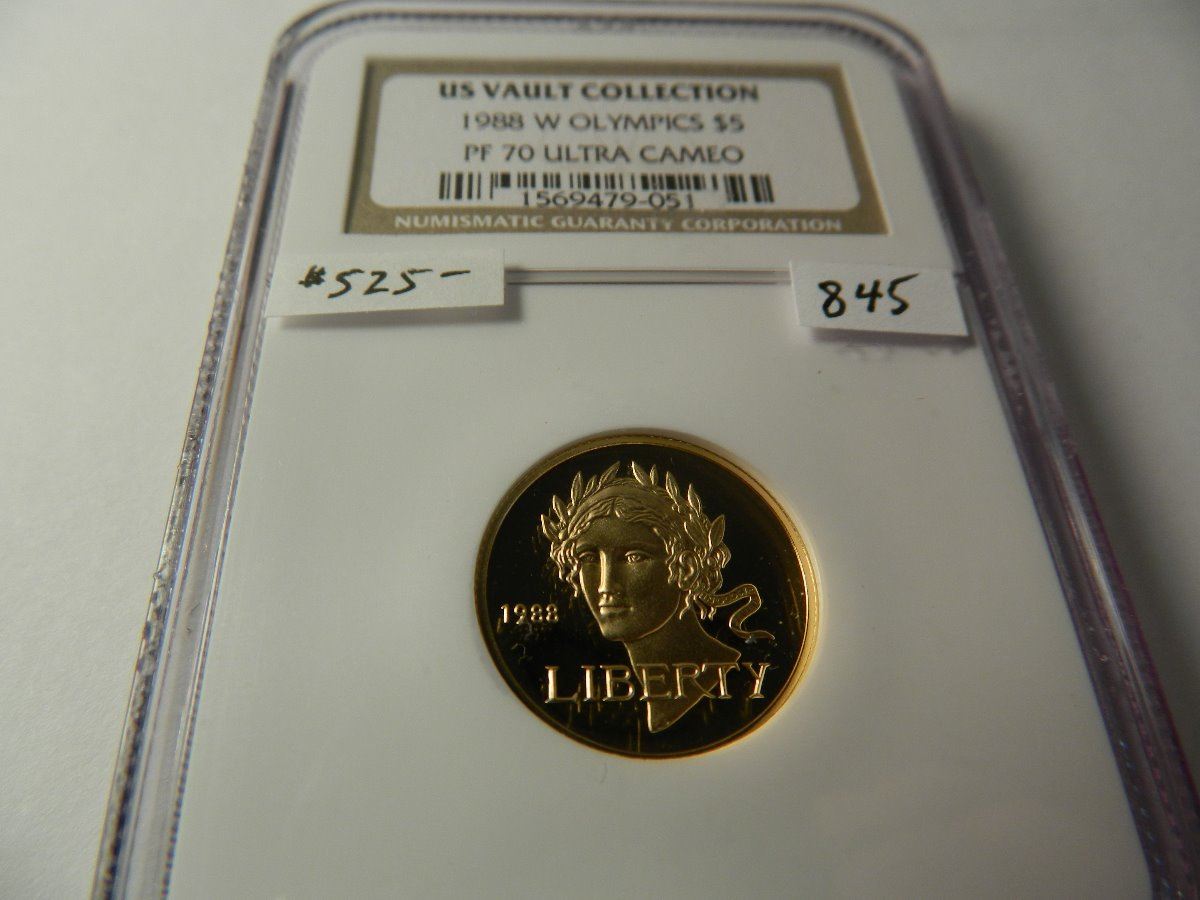 US VAULT COLLECTION
1988 W OLYMPICS $5
PF 70 ULTRA CAMEO
1569479-051
NUMISMATIC GUARANTY CORPORATION
$525-
845
1988
LIBERTY